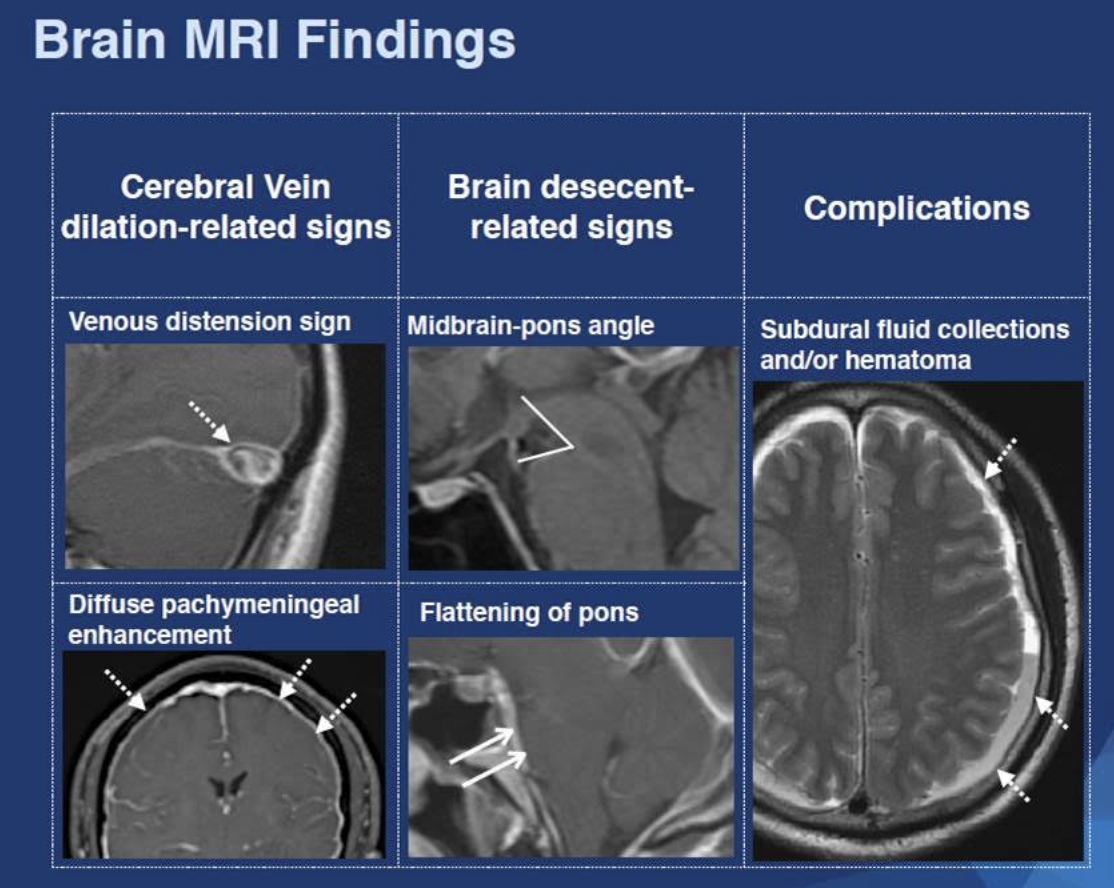 Brain MRI Findings
Cerebral Vein
dilation-related signs
Brain desecent-
related signs
Complications
Venous distension sign
Midbrain-pons angle
Subdural fluid collections
and/or hematoma
Diffuse pachymeningeal
enhancement
Flattening of pons